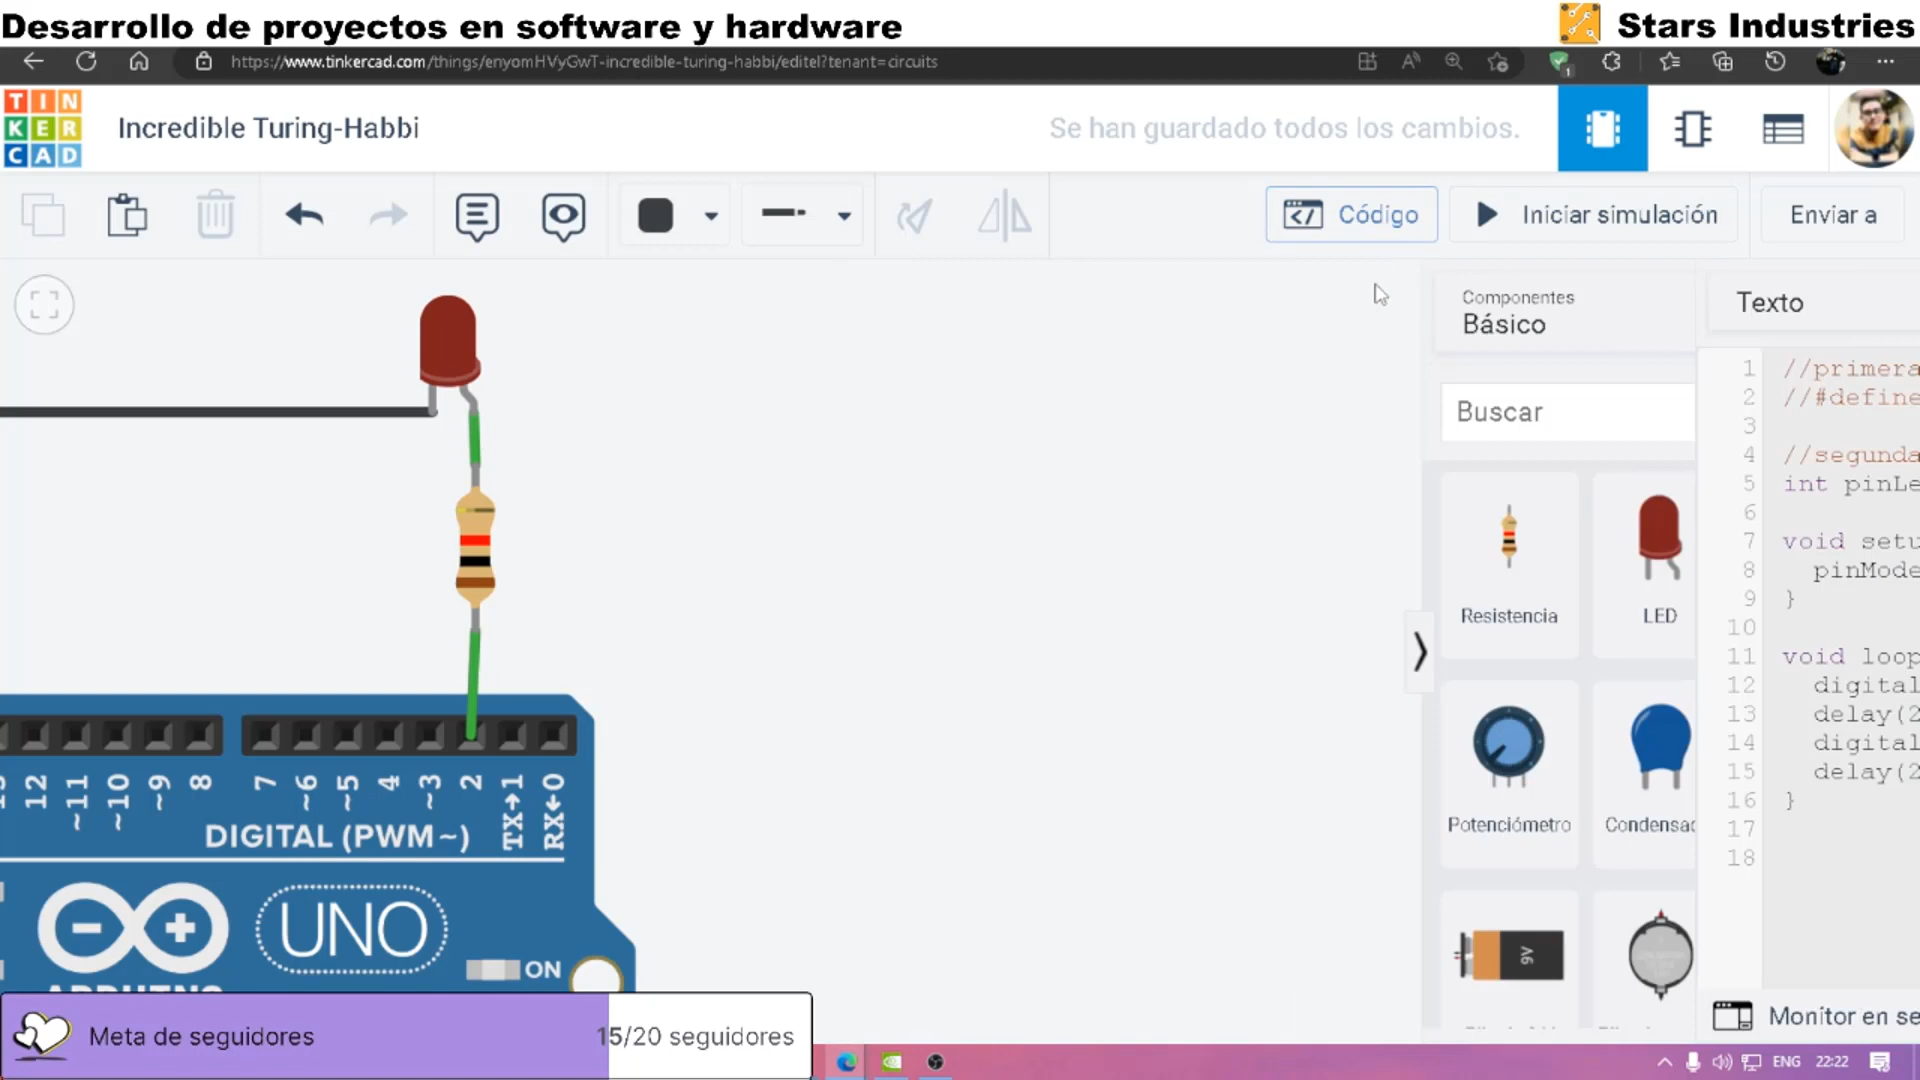 Desarrollo de proyectos en software y hardware
Stars Industries
https://www.tinkercad.com/things/enyomHVyGwT-incredible-turing-habbi/editel?tenant=circuits
1
TIN
KER
CAD
Incredible Turing-Habbi
Se han guardado todos los cambios.
Código
Iniciar simulación
Enviar a
Componentes
Básico
Texto
Buscar
Resistencia
LED
Potenciómetro
Condensac
9V
1 //primera
2 //#define
3
4 //segunda
5 int pinLe
6
7 void setu
8 pinMode
9 }
10
11 void loop
12 digital
13 delay(2
14 digital
15 delay(2
16 }
17
18
Monitor en se
12 ~11 ~10 ~9 8 7 ~6 ~5 4 ~3 2 TX→1 RX←0
DIGITAL (PWM~)
UNO
ON
Meta de seguidores
15/20 seguidores
ENG
22:22